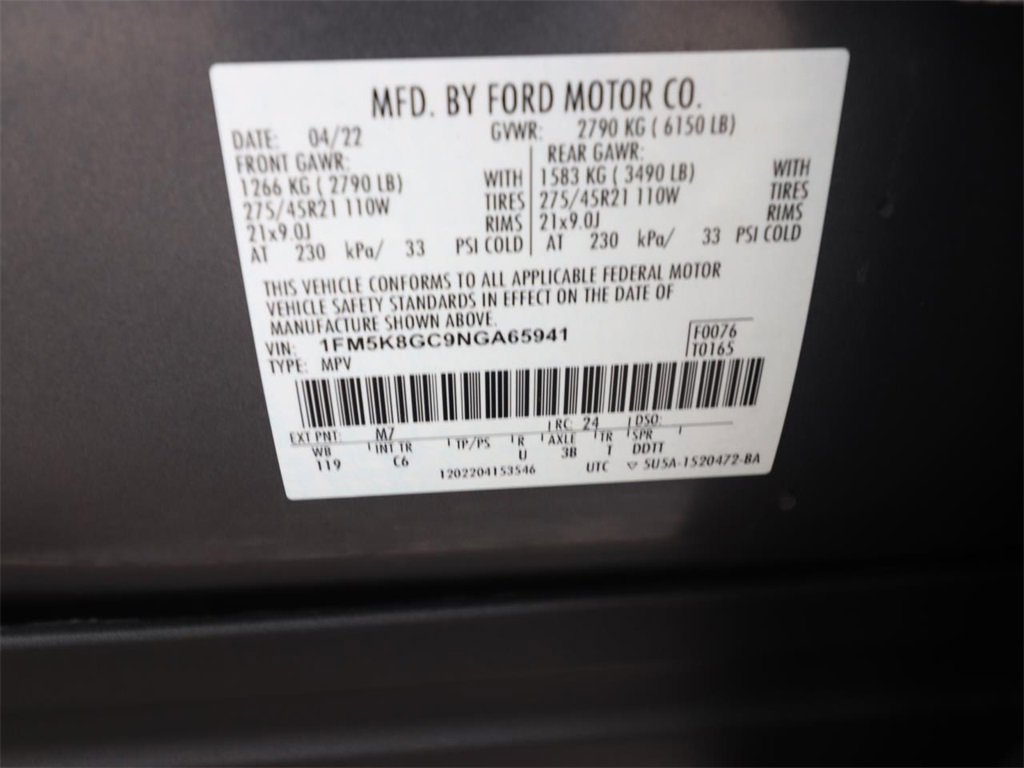 MFD. BY FORD MOTOR CO.
DATE: 04/22 GVWR: 2790 KG ( 6150 LB)
FRONT GAWR: REAR GAWR:
1266 KG ( 2790 LB) WITH 1583 KG ( 3490 LB) WITH
275/45R21 110W TIRES 275/45R21 110W TIRES
21x9.0J RIMS 21x9.0J RIMS
AT 230 kPa/ 33 PSI COLD AT 230 kPa/ 33 PSI COLD
THIS VEHICLE CONFORMS TO ALL APPLICABLE FEDERAL MOTOR
VEHICLE SAFETY STANDARDS IN EFFECT ON THE DATE OF
MANUFACTURE SHOWN ABOVE.
VIN: 1FM5K8GC9NGA65941 F0076
TYPE: MPV T0165
EXT PNT: M7 RC: 24 DSO:
WB INT TR TP/PS R AXLE TR SPR
119 C6 U 3B 1 DDTT
1202204153546 UTC ▽ 5U5A-1520472-BA